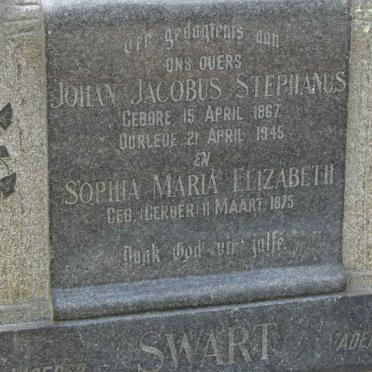 Ter gedagtenis aan
ONS OUERS
JOHAN JACOBUS STEPHANUS
GEBORE 15 APRIL 1867
OORLEDE 21 APRIL 1945
EN
SOPHIA MARIA ELIZABETH
GEB. (GERBER) 11 MAART 1875
Dank God vir julle
SWART